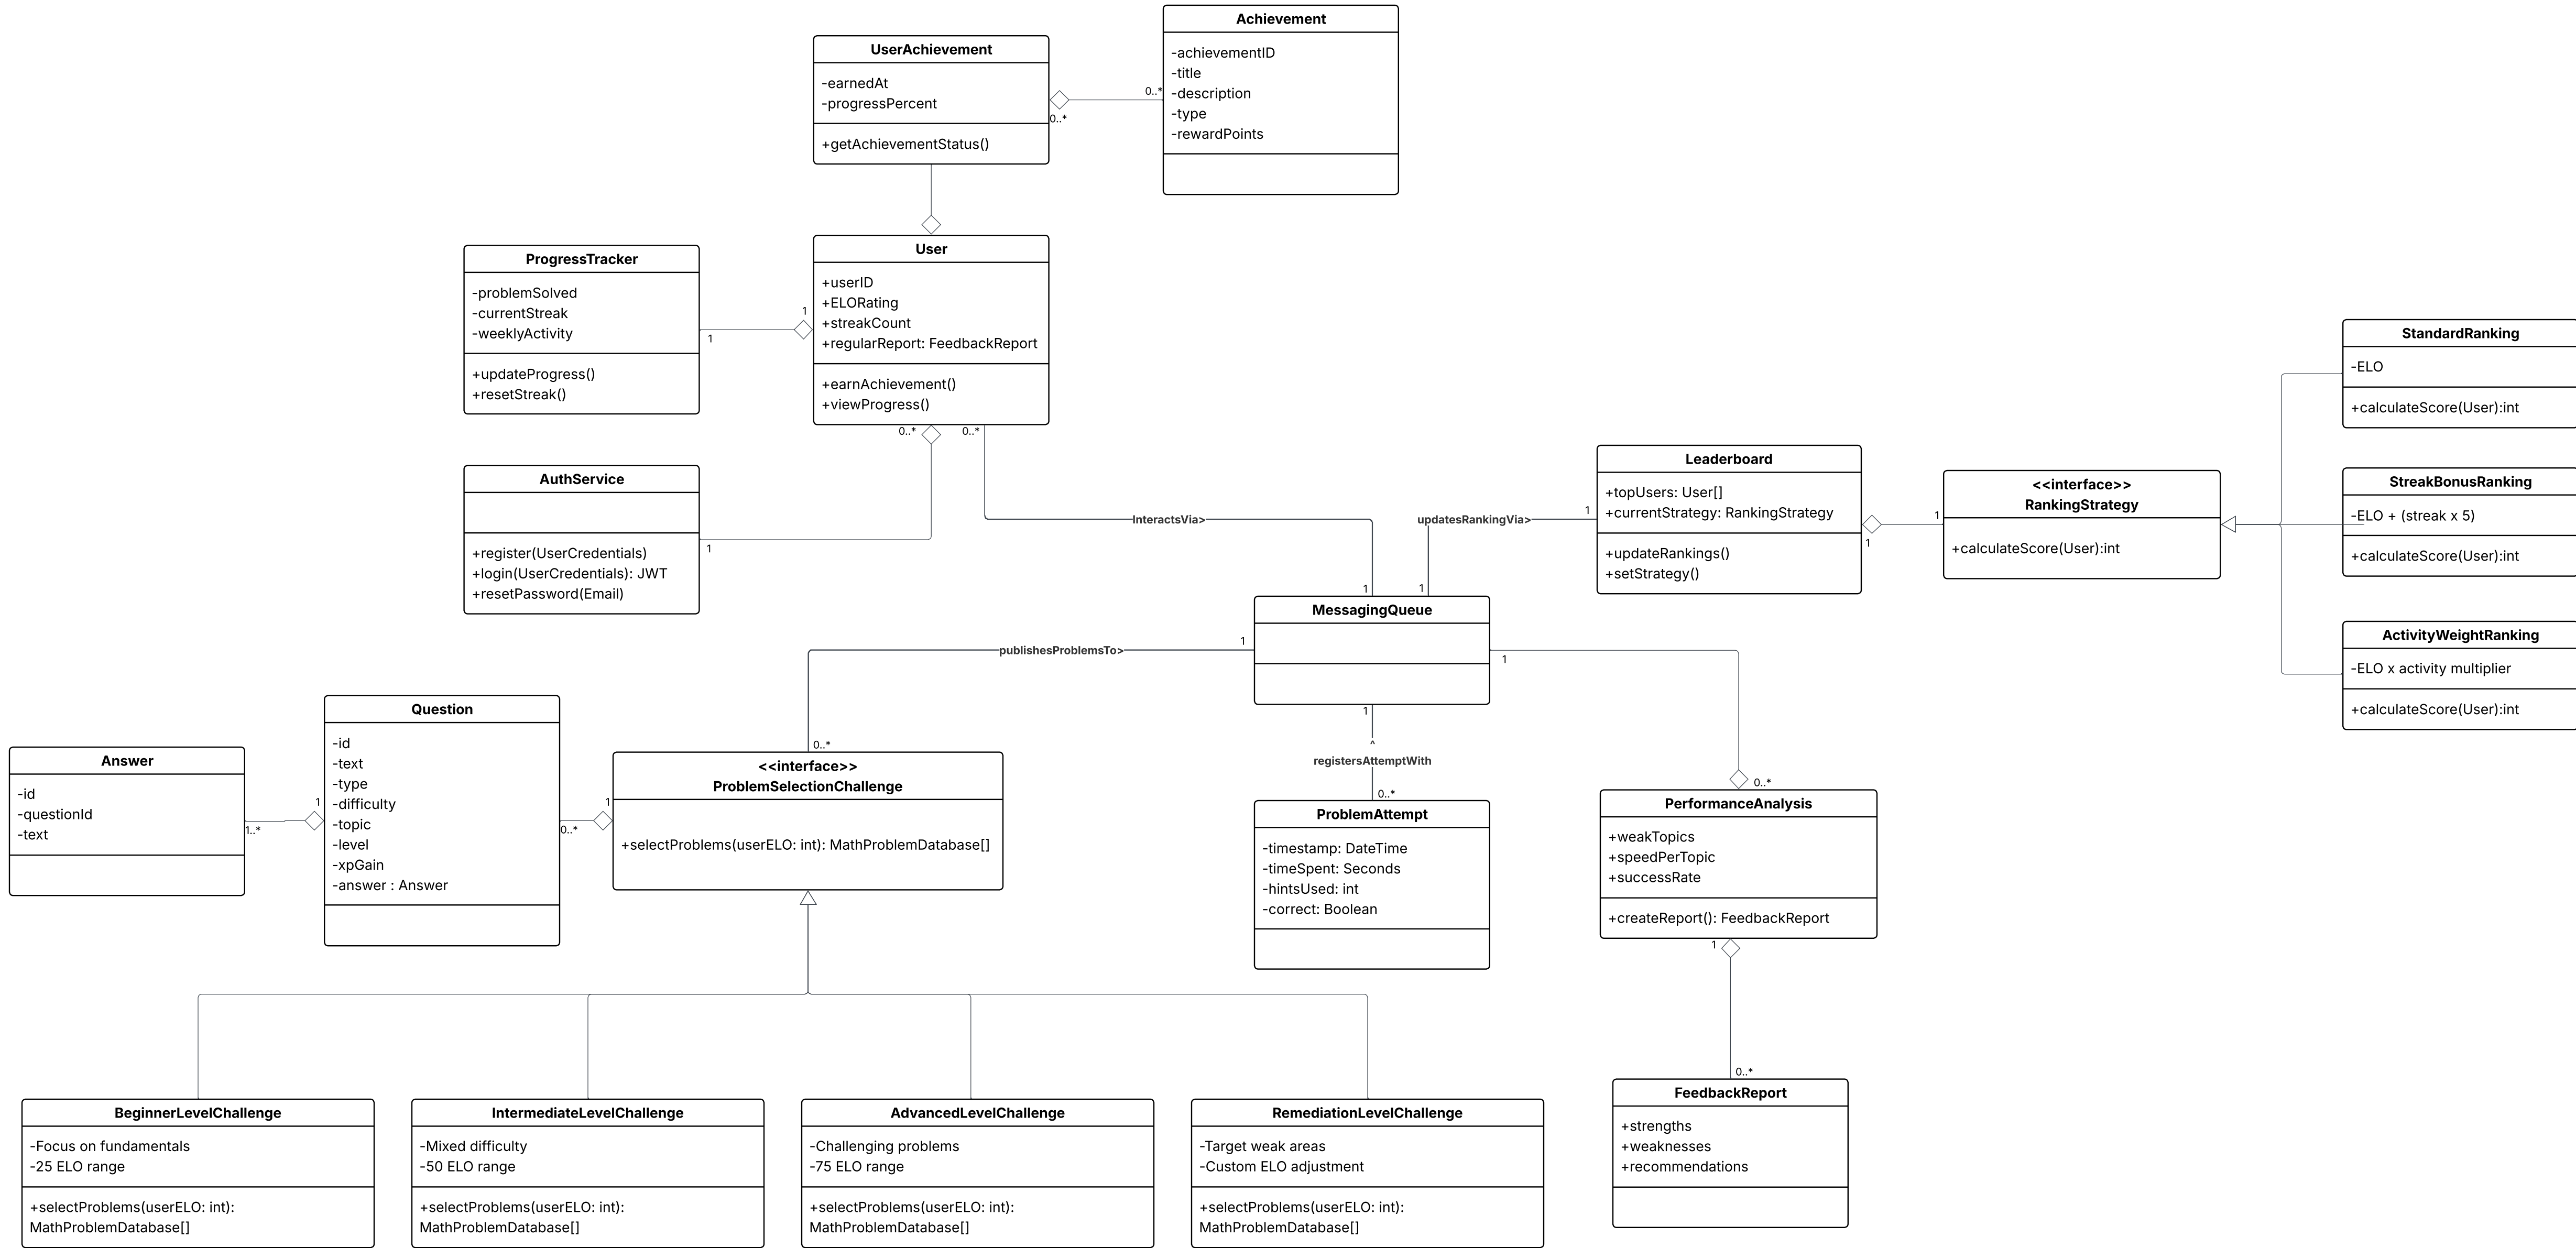 Achievement
-achievementID
-title
-description
-type
-rewardPoints
UserAchievement
-earnedAt
-progressPercent
+getAchievementStatus()
0..*
0..*
User
+userID
+ELORating
+streakCount
+regularReport: FeedbackReport
+earnAchievement()
+viewProgress()
ProgressTracker
-problemSolved
-currentStreak
-weeklyActivity
+updateProgress()
+resetStreak()
1
1
AuthService
+register(UserCredentials)
+login(UserCredentials): JWT
+resetPassword(Email)
0..*
1
0..*
InteractsVia>
1
updatesRankingVia>
1
1
Leaderboard
+topUsers: User[]
+currentStrategy: RankingStrategy
+updateRankings()
+setStrategy()
1
1
<<interface>>
RankingStrategy
+calculateScore(User):int
StandardRanking
-ELO
+calculateScore(User):int
StreakBonusRanking
-ELO + (streak x 5)
+calculateScore(User):int
ActivityWeightRanking
-ELO x activity multiplier
+calculateScore(User):int
MessagingQueue
publishesProblemsTo>
1
0..*
1
0..*
1
^
registersAttemptWith
0..*
Answer
-id
-questionId
-text
1..*
1
Question
-id
-text
-type
-difficulty
-topic
-level
-xpGain
-answer : Answer
0..*
1
<<interface>>
ProblemSelectionChallenge
+selectProblems(userELO: int): MathProblemDatabase[]
ProblemAttempt
-timestamp: DateTime
-timeSpent: Seconds
-hintsUsed: int
-correct: Boolean
PerformanceAnalysis
+weakTopics
+speedPerTopic
+successRate
+createReport(): FeedbackReport
1
0..*
BeginnerLevelChallenge
-Focus on fundamentals
-25 ELO range
+selectProblems(userELO: int):
MathProblemDatabase[]
IntermediateLevelChallenge
-Mixed difficulty
-50 ELO range
+selectProblems(userELO: int):
MathProblemDatabase[]
AdvancedLevelChallenge
-Challenging problems
-75 ELO range
+selectProblems(userELO: int):
MathProblemDatabase[]
RemediationLevelChallenge
-Target weak areas
-Custom ELO adjustment
+selectProblems(userELO: int):
MathProblemDatabase[]
FeedbackReport
+strengths
+weaknesses
+recommendations